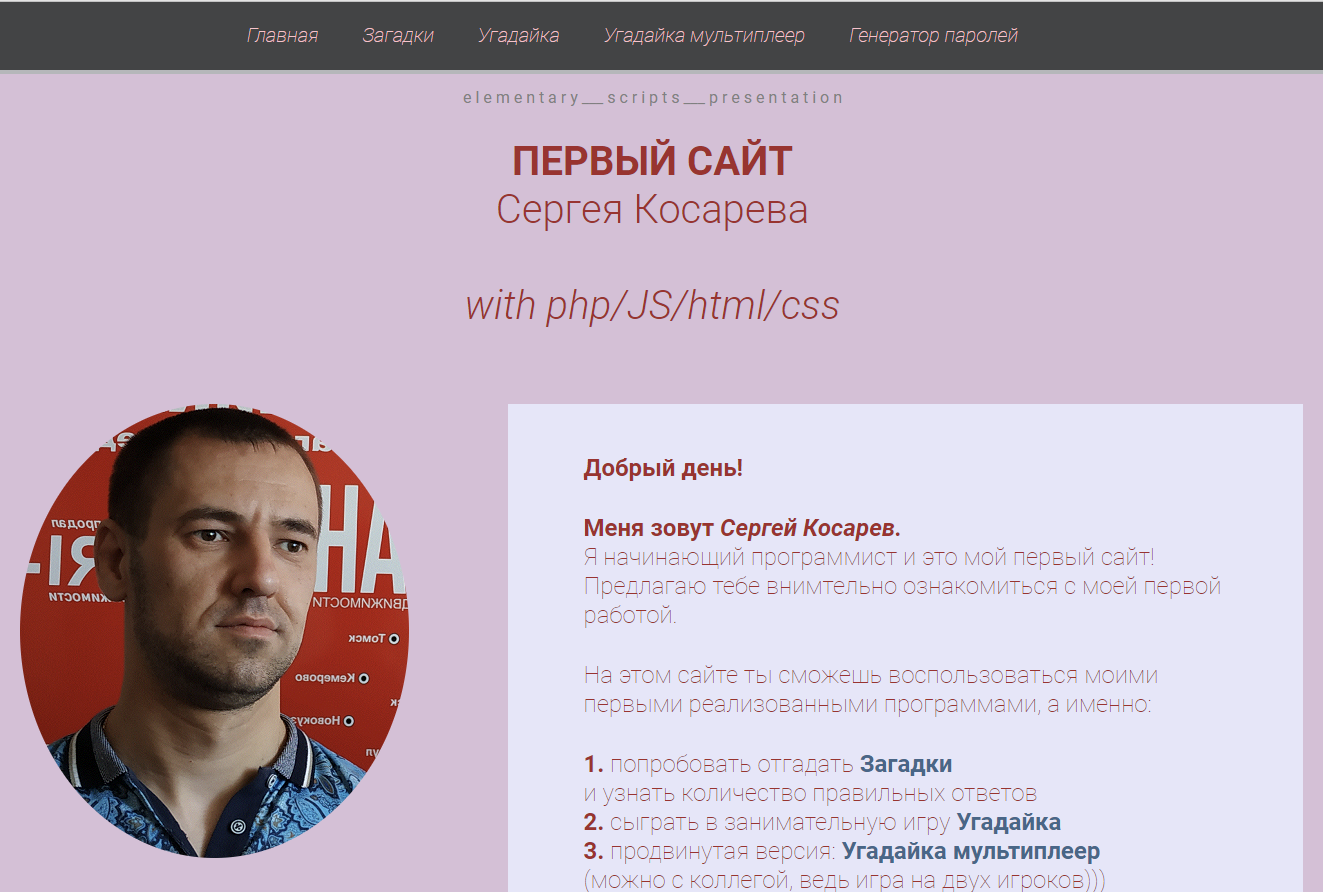 Главная Загадки Угадайка Угадайка мультиплеер Генератор паролей
elementary__scripts__presentation
ПЕРВЫЙ САЙТ
Сергея Косарева
with php/JS/html/css
Добрый день!
Меня зовут Сергей Косарев.
Я начинающий программист и это мой первый сайт!
Предлагаю тебе внимтельно ознакомиться с моей первой
работой.
На этом сайте ты сможешь воспользоваться моими
первыми реализованными программами, а именно:
1. попробовать отгадать Загадки
и узнать количество правильных ответов
2. сыграть в занимательную игру Угадайка
3. продвинутая версия: Угадайка мультиплеер
(можно с коллегой, ведь игра на двух игроков)))
Томск
Кемерово